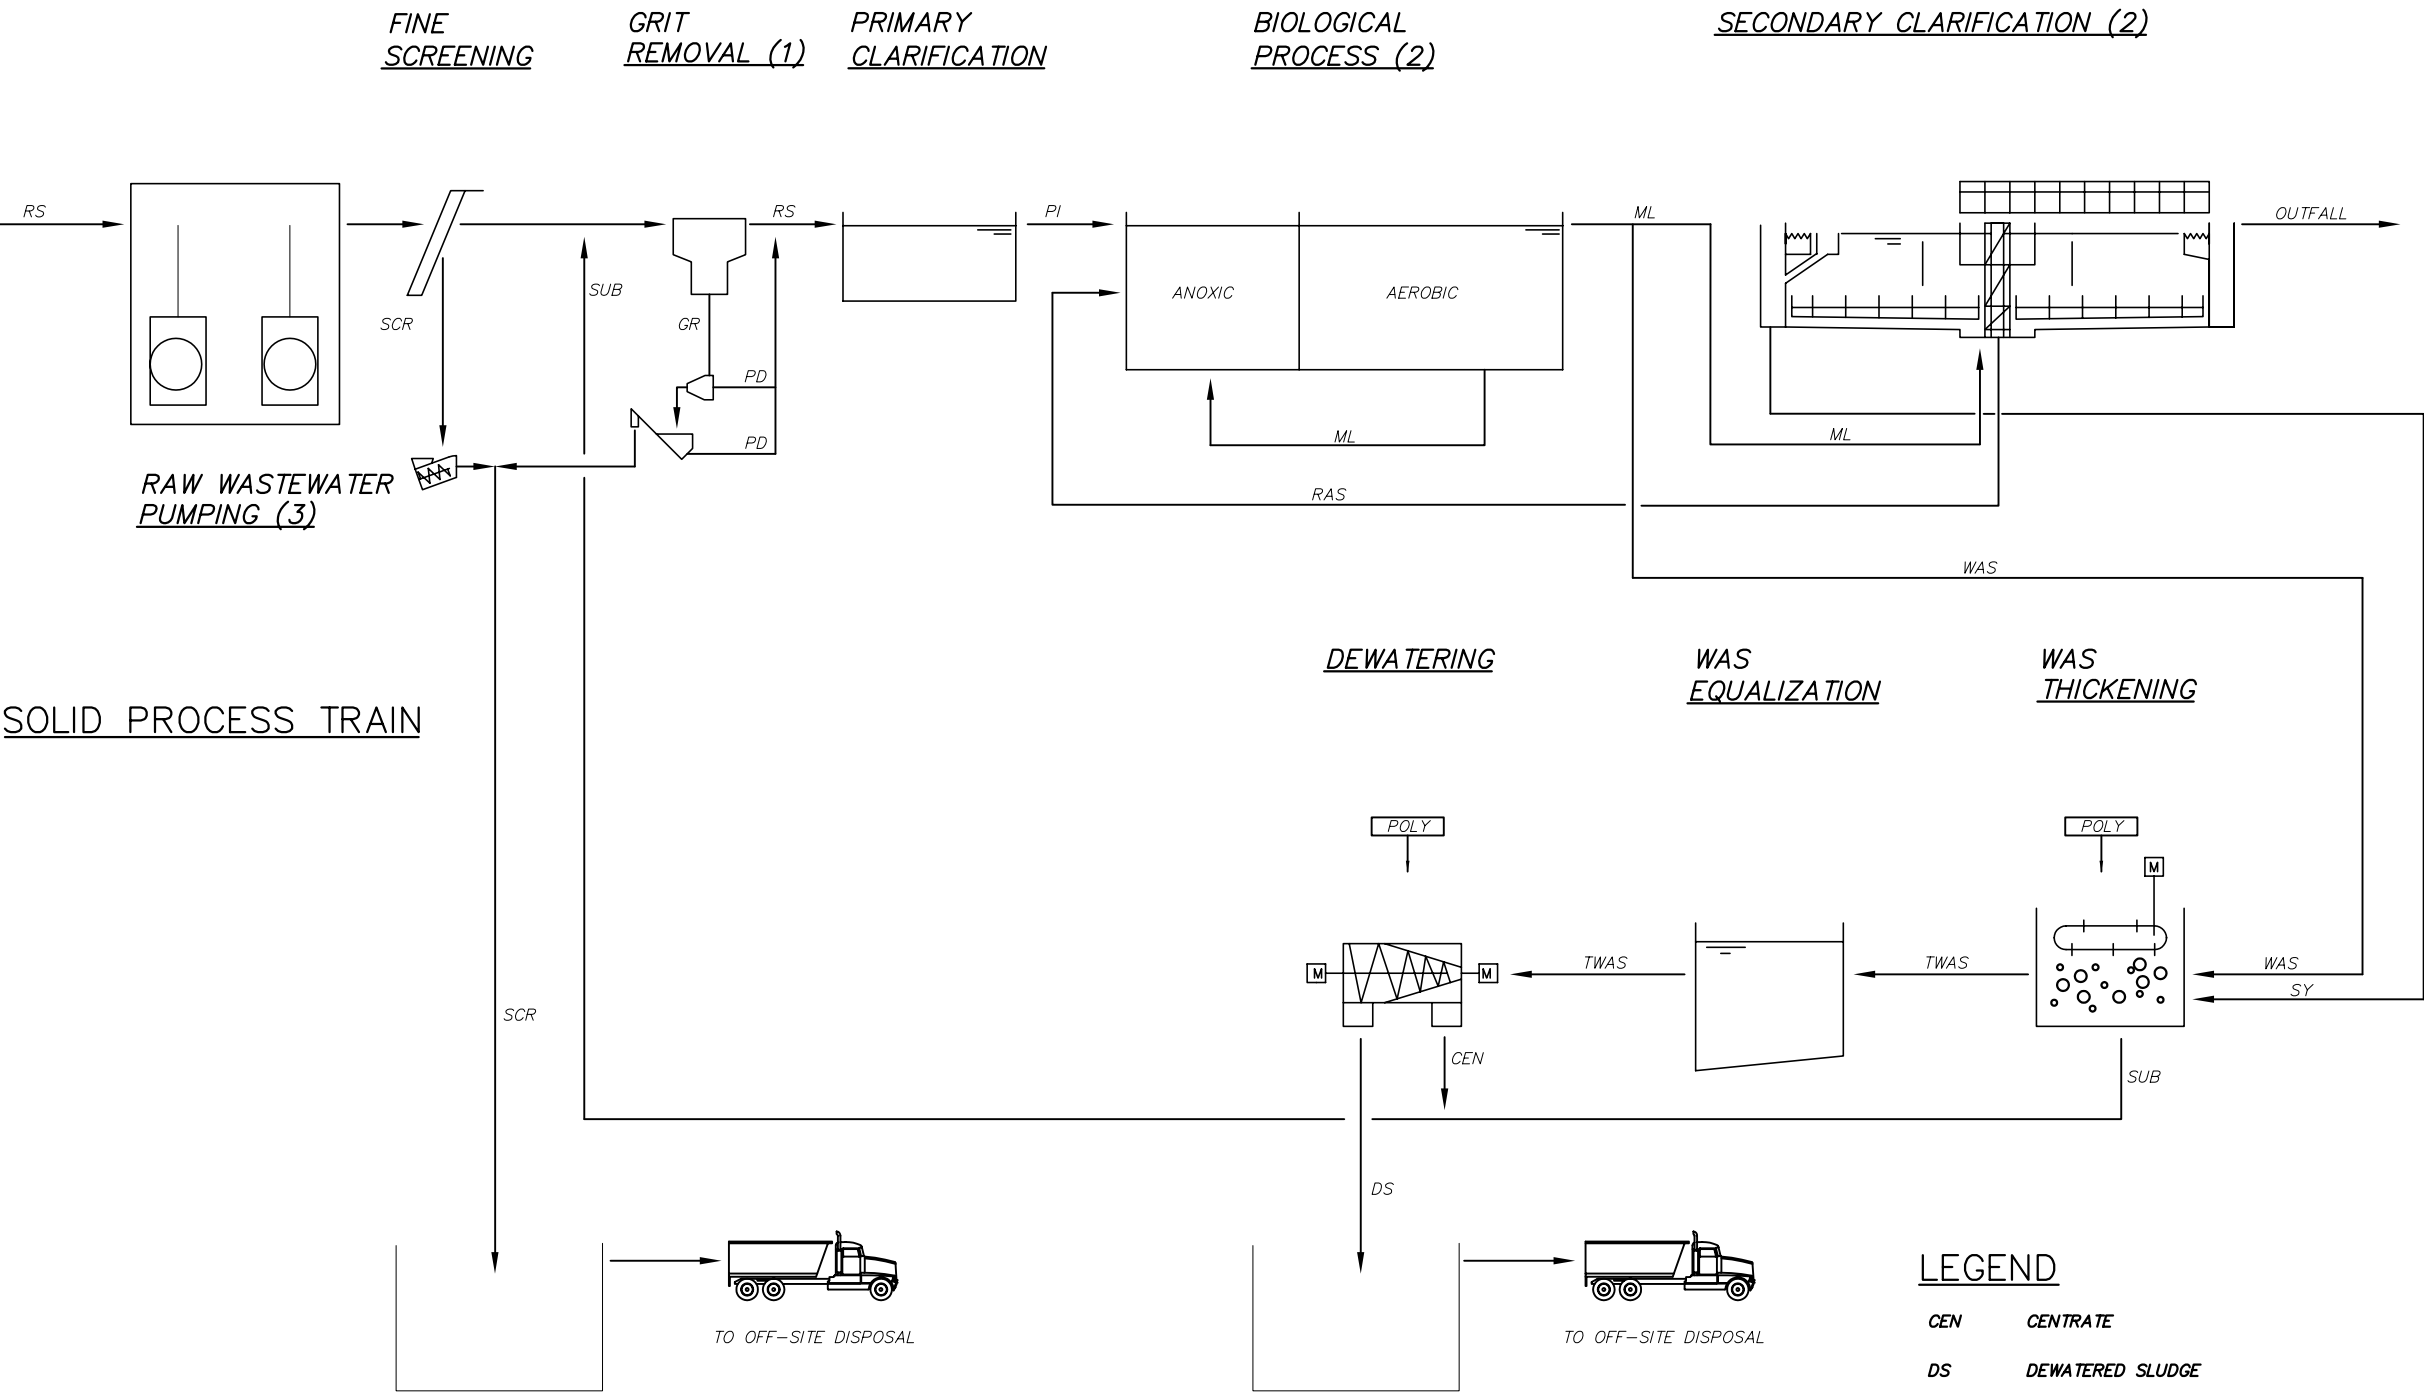 FINE
SCREENING
GRIT
REMOVAL (1)
PRIMARY
CLARIFICATION
BIOLOGICAL
PROCESS (2)
SECONDARY CLARIFICATION (2)
RS
RS
PI
ML
OUTFALL
SUB
SCR
GR
ANOXIC
AEROBIC
PD
PD
ML
ML
RAW WASTEWATER
PUMPING (3)
RAS
WAS
DEWATERING
WAS
EQUALIZATION
WAS
THICKENING
SOLID PROCESS TRAIN
POLY
POLY
M
M
M
TWAS
TWAS
WAS
SY
SCR
CEN
SUB
DS
TO OFF-SITE DISPOSAL
TO OFF-SITE DISPOSAL
LEGEND
CEN CENTRATE
DS DEWATERED SLUDGE